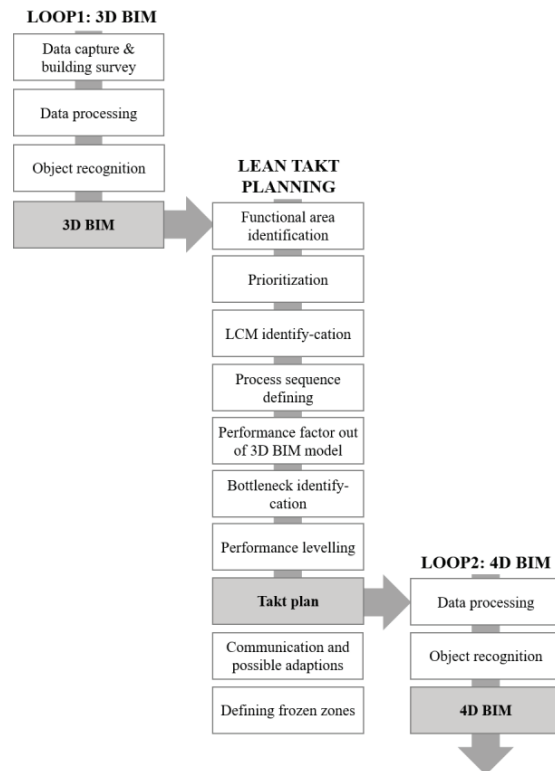 LOOP1: 3D BIM
Data capture &
building survey
Data processing
Object recognition
3D BIM
LEAN TAKT
PLANNING
Functional area
identification
Prioritization
LCM identify-cation
Process sequence
defining
Performance factor out
of 3D BIM model
Bottleneck identify-
cation
Performance levelling
Takt plan
Communication and
possible adaptions
Defining frozen zones
LOOP2: 4D BIM
Data processing
Object recognition
4D BIM